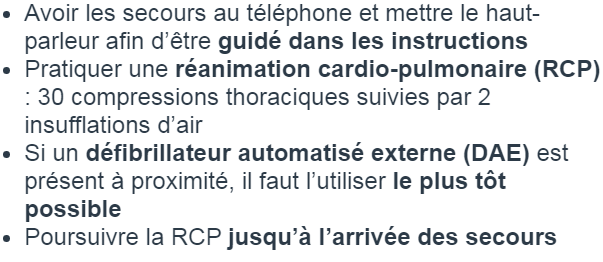 • Avoir les secours au téléphone et mettre le haut-
parleur afin d’être guidé dans les instructions
• Pratiquer une réanimation cardio-pulmonaire (RCP)
: 30 compressions thoraciques suivies par 2
insufflations d’air
• Si un défibrillateur automatisé externe (DAE) est
présent à proximité, il faut l’utiliser le plus tôt
possible
• Poursuivre la RCP jusqu’à l’arrivée des secours